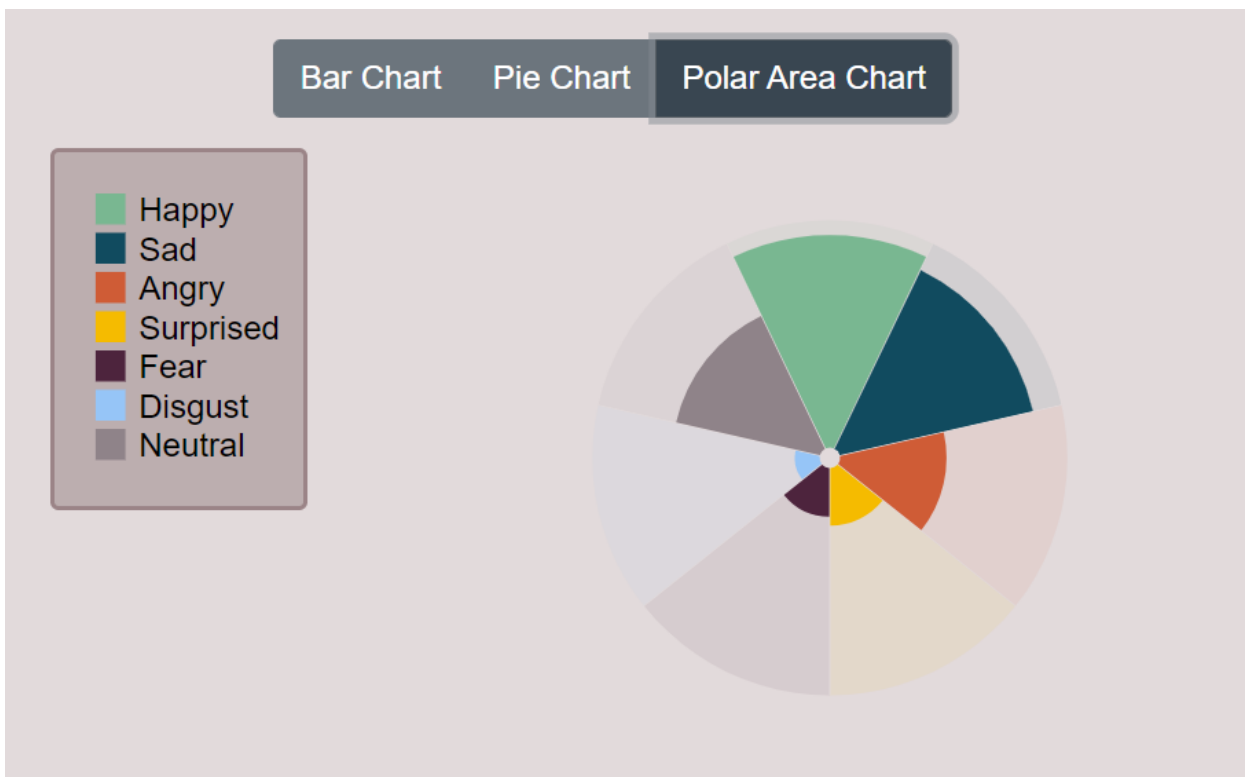 Bar Chart Pie Chart Polar Area Chart
Happy
Sad
Angry
Surprised
Fear
Disgust
Neutral